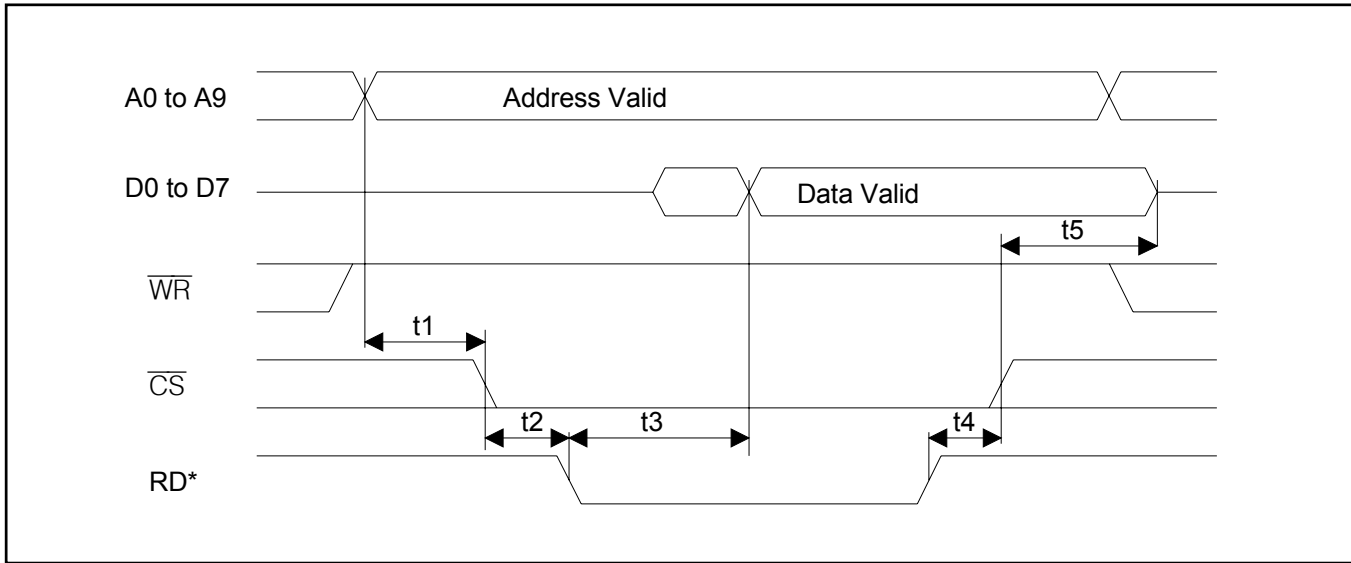 A0 to A9
Address Valid
D0 to D7
Data Valid
t5
WR
t1
CS
t2
t3
t4
RD*